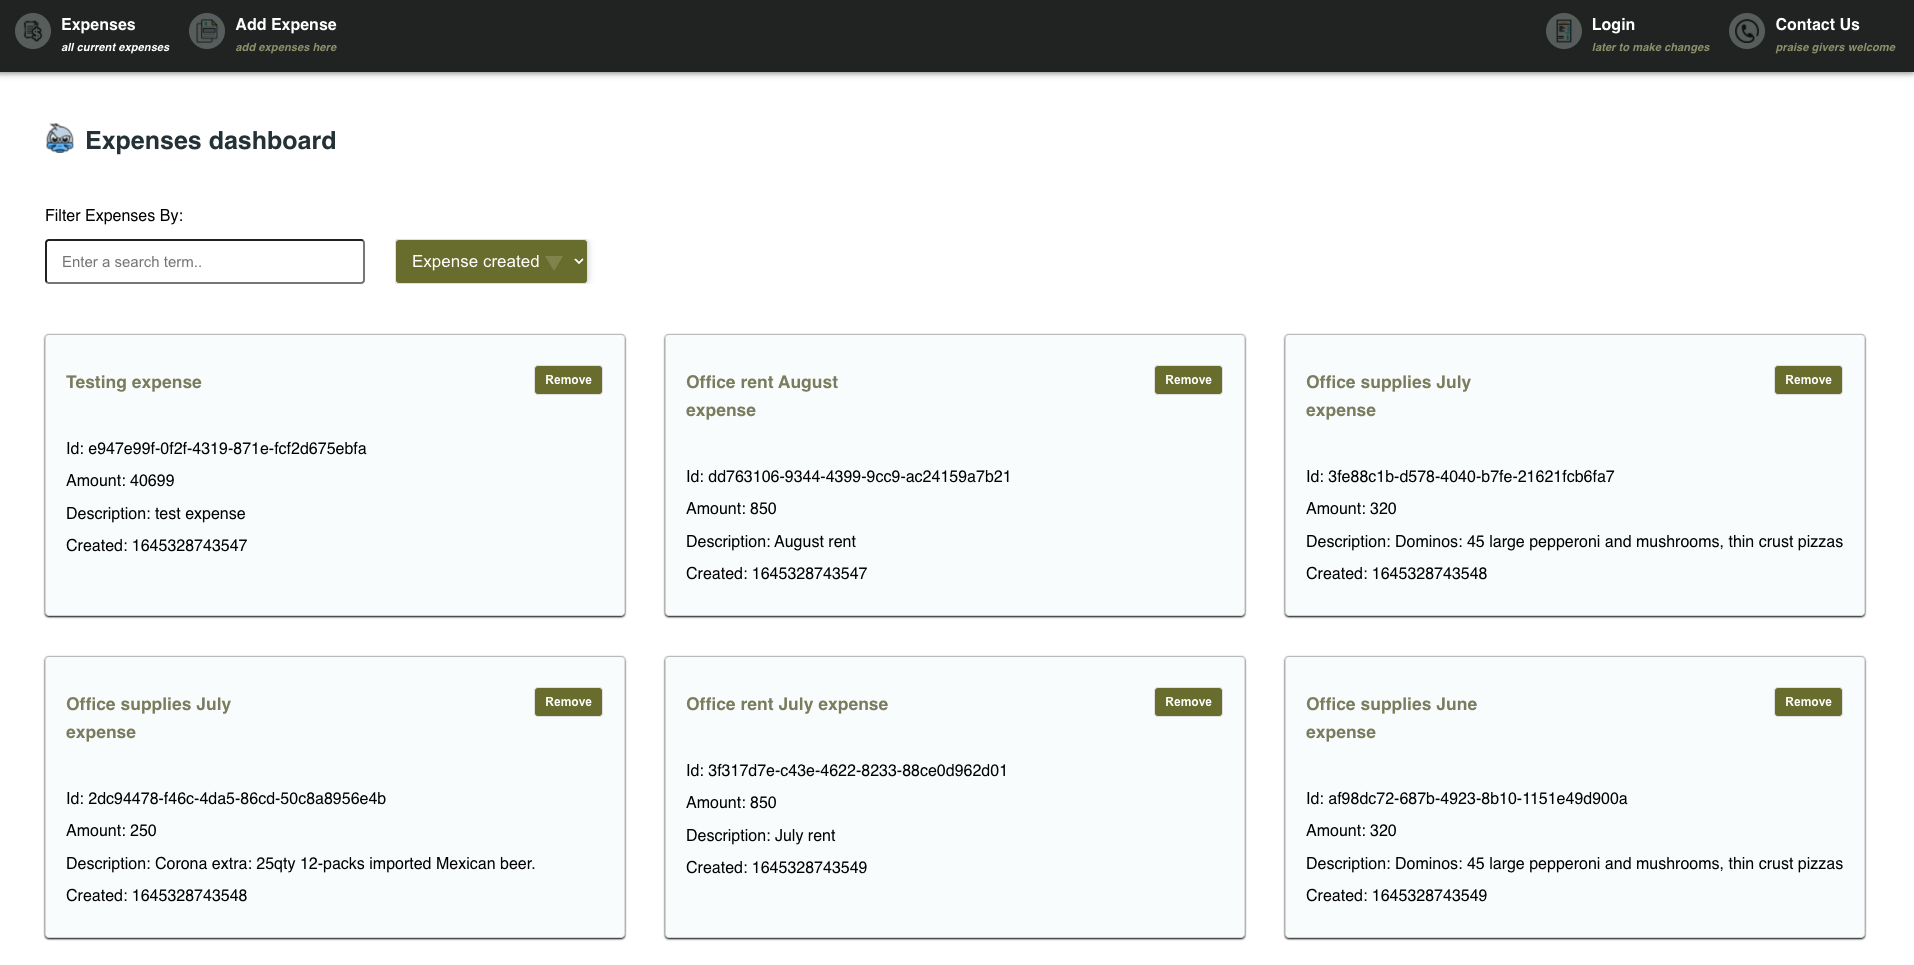 Expenses
all current expenses
Add Expense
add expenses here
Login
later to make changes
Contact Us
praise givers welcome
Expenses dashboard
Filter Expenses By:
Enter a search term..
Expense created
Testing expense
Remove
Id: e947e99f-0f2f-4319-871e-fcf2d675ebfa
Amount: 40699
Description: test expense
Created: 1645328743547
Office rent August
expense
Remove
Id: dd763106-9344-4399-9cc9-ac24159a7b21
Amount: 850
Description: August rent
Created: 1645328743547
Office supplies July
expense
Remove
Id: 3fe88c1b-d578-4040-b7fe-21621fcb6fa7
Amount: 320
Description: Dominos: 45 large pepperoni and mushrooms, thin crust pizzas
Created: 1645328743548
Office supplies July
expense
Remove
Id: 2dc94478-f46c-4da5-86cd-50c8a8956e4b
Amount: 250
Description: Corona extra: 25qty 12-packs imported Mexican beer.
Created: 1645328743548
Office rent July expense
Remove
Id: 3f317d7e-c43e-4622-8233-88ce0d962d01
Amount: 850
Description: July rent
Created: 1645328743549
Office supplies June
expense
Remove
Id: af98dc72-687b-4923-8b10-1151e49d900a
Amount: 320
Description: Dominos: 45 large pepperoni and mushrooms, thin crust pizzas
Created: 1645328743549